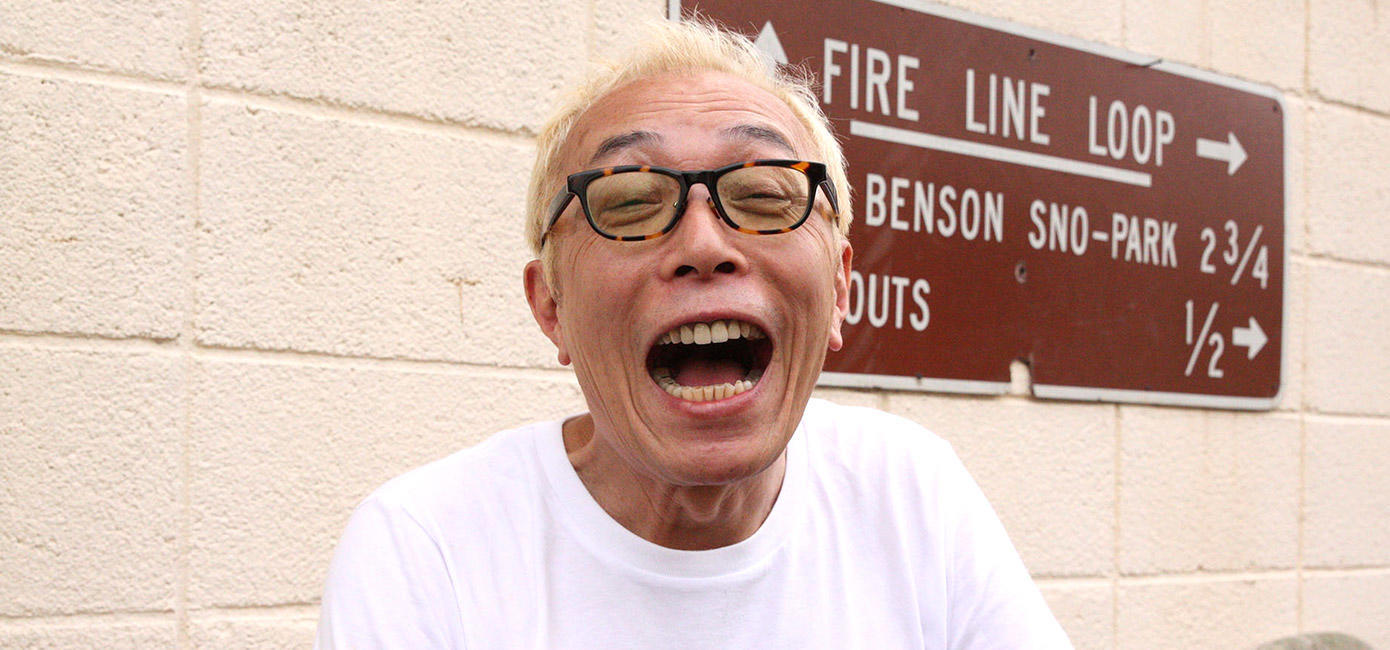 FIRE LINE LOOP
BENSON SNO-PARK 2 3/4
OUTS 1/2